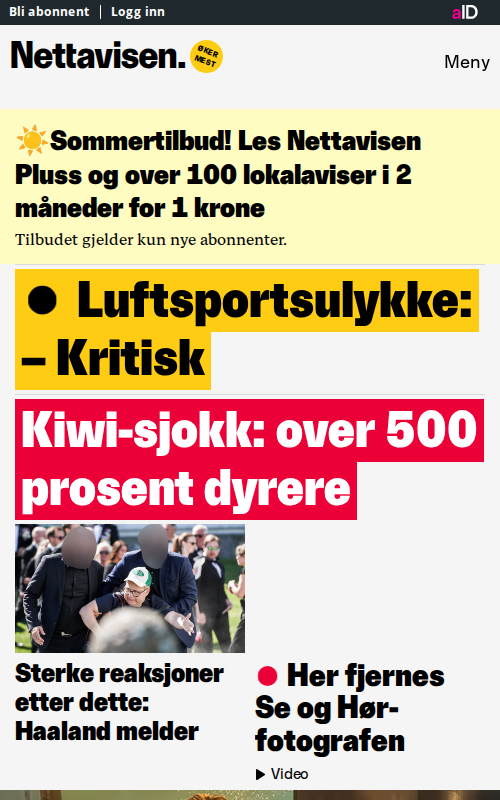 Bli abonnent | Logg inn
aID
Nettavisen.
ØKER
MEST
Meny
☀️Sommertilbud! Les Nettavisen
Pluss og over 100 lokalaviser i 2
måneder for 1 krone
Tilbudet gjelder kun nye abonnenter.
● Luftsportsulykke:
– Kritisk
Kiwi-sjokk: over 500
prosent dyrere
Sterke reaksjoner
etter dette:
Haaland melder
Her fjernes
Se og Hør-
fotografen
Video